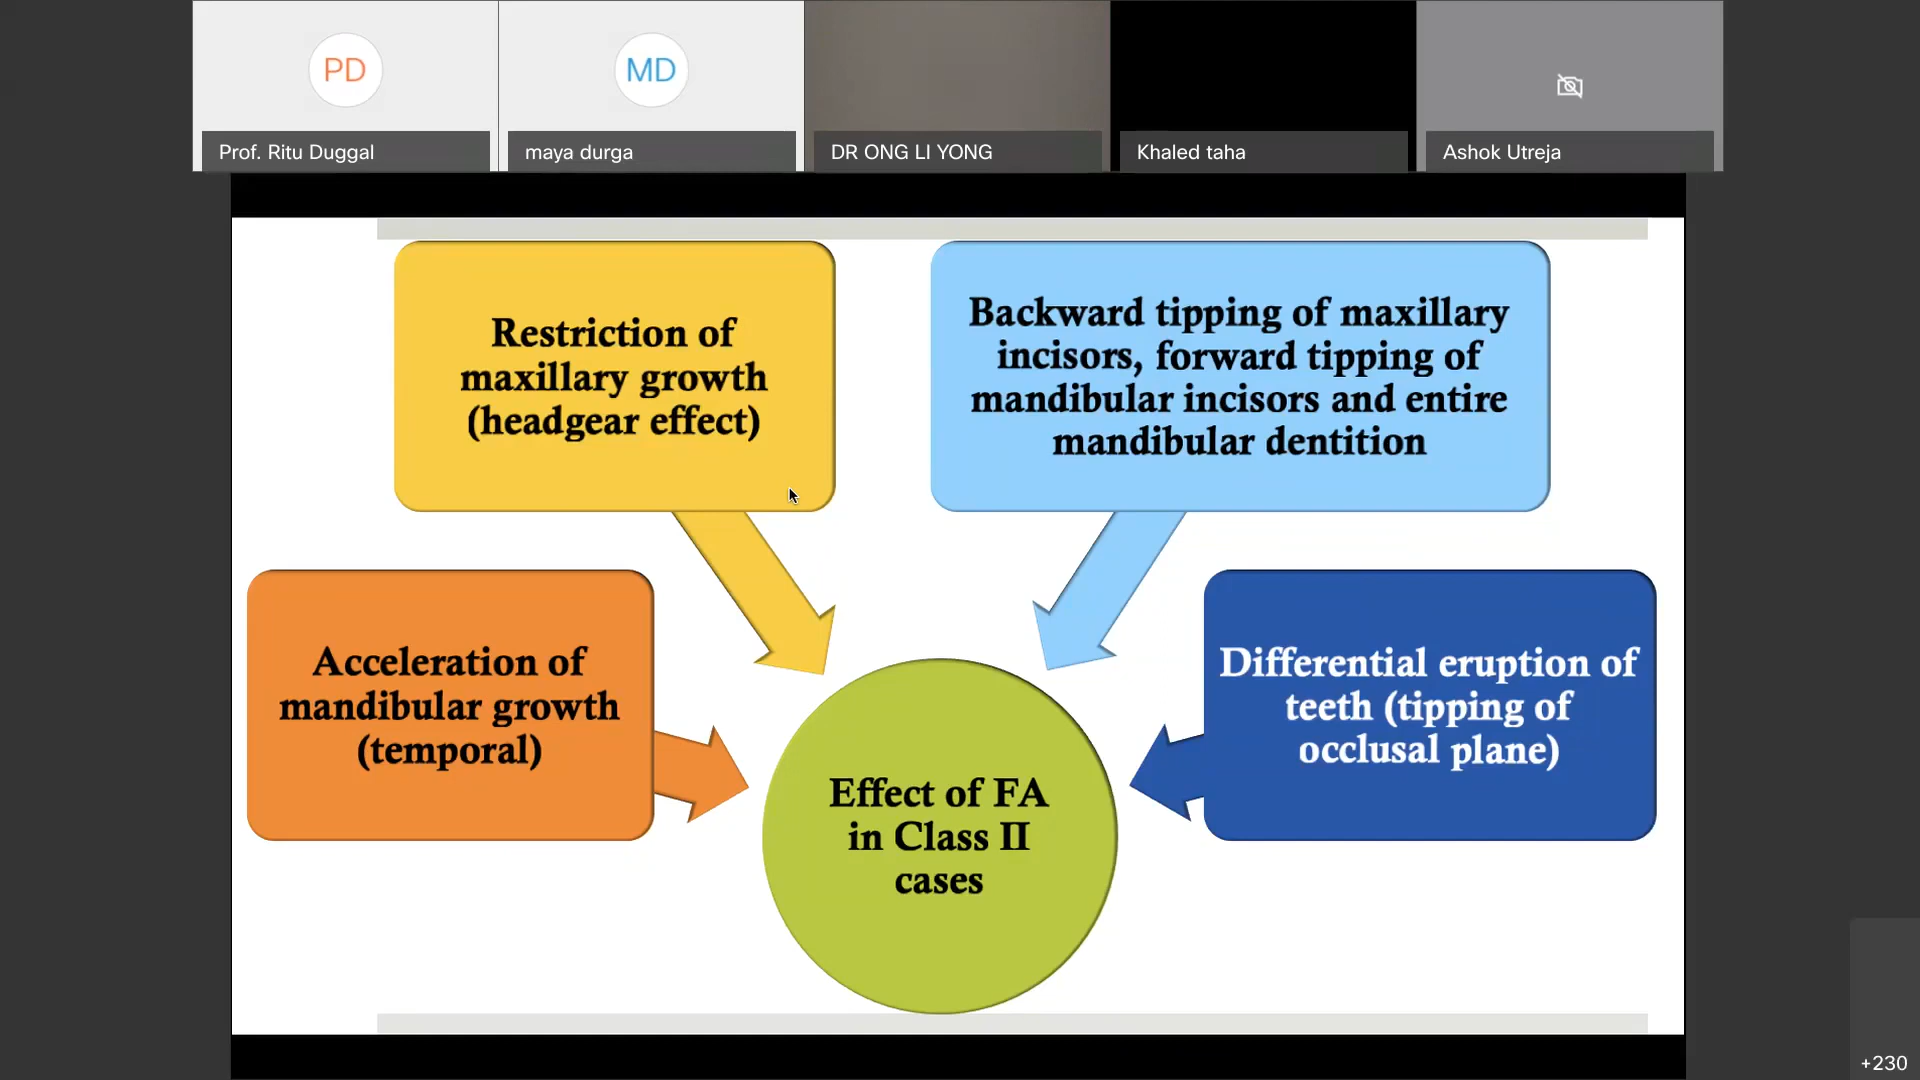 PD
MD
Prof. Ritu Duggal
maya durga
DR ONG LI YONG
Khaled taha
Ashok Utreja
Restriction of
maxillary growth
(headgear effect)
Backward tipping of maxillary
incisors, forward tipping of
mandibular incisors and entire
mandibular dentition
Acceleration of
mandibular growth
(temporal)
Differential eruption of
teeth (tipping of
occlusal plane)
Effect of FA
in Class II
cases
+230